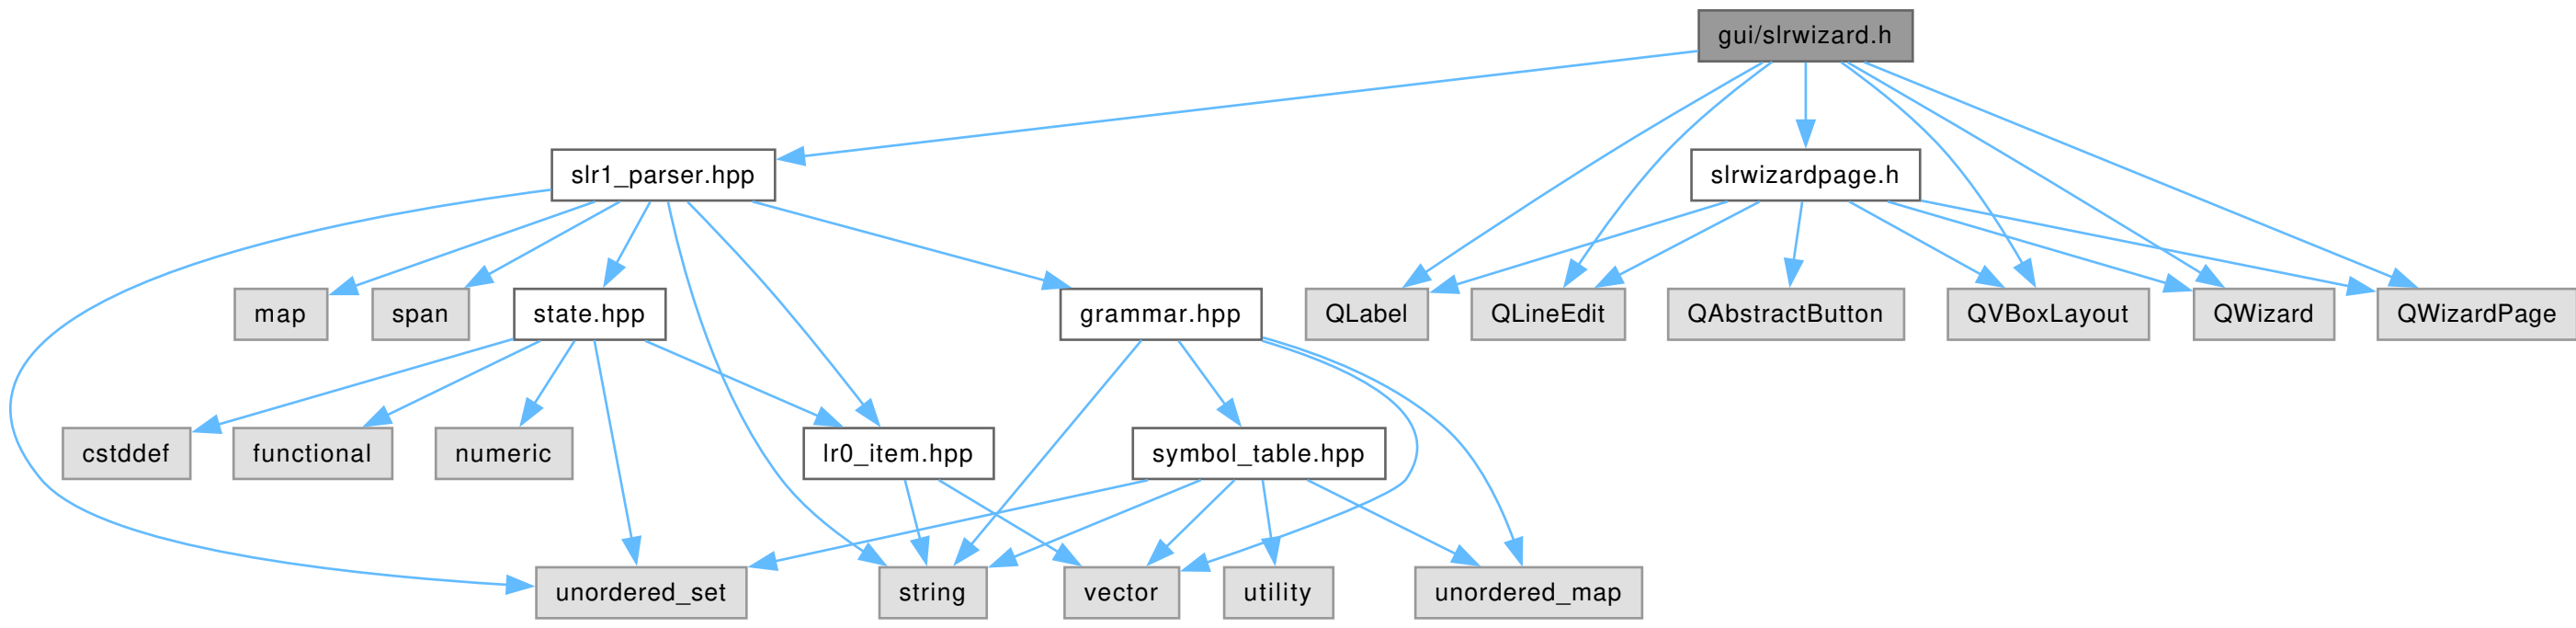 gui/slrwizard.h
slr1_parser.hpp
slrwizardpage.h
map
span
state.hpp
grammar.hpp
QLabel
QLineEdit
QAbstractButton
QVBoxLayout
QWizard
QWizardPage
cstddef
functional
numeric
lr0_item.hpp
symbol_table.hpp
unordered_set
string
vector
utility
unordered_map